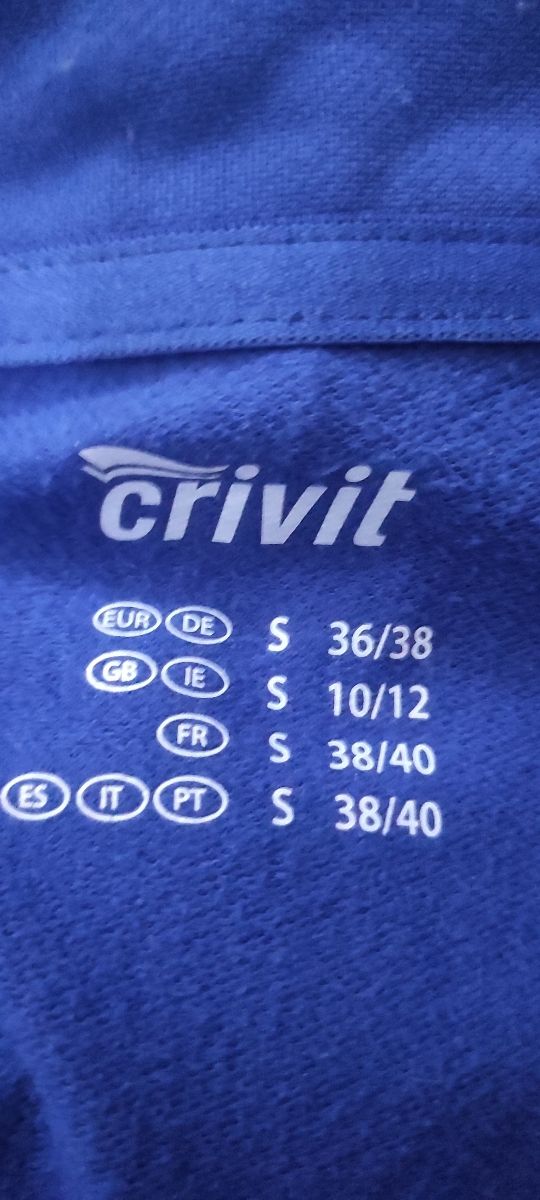 crivit
EUR DE S 36/38
GB IE S 10/12
FR S 38/40
ES IT PT S 38/40